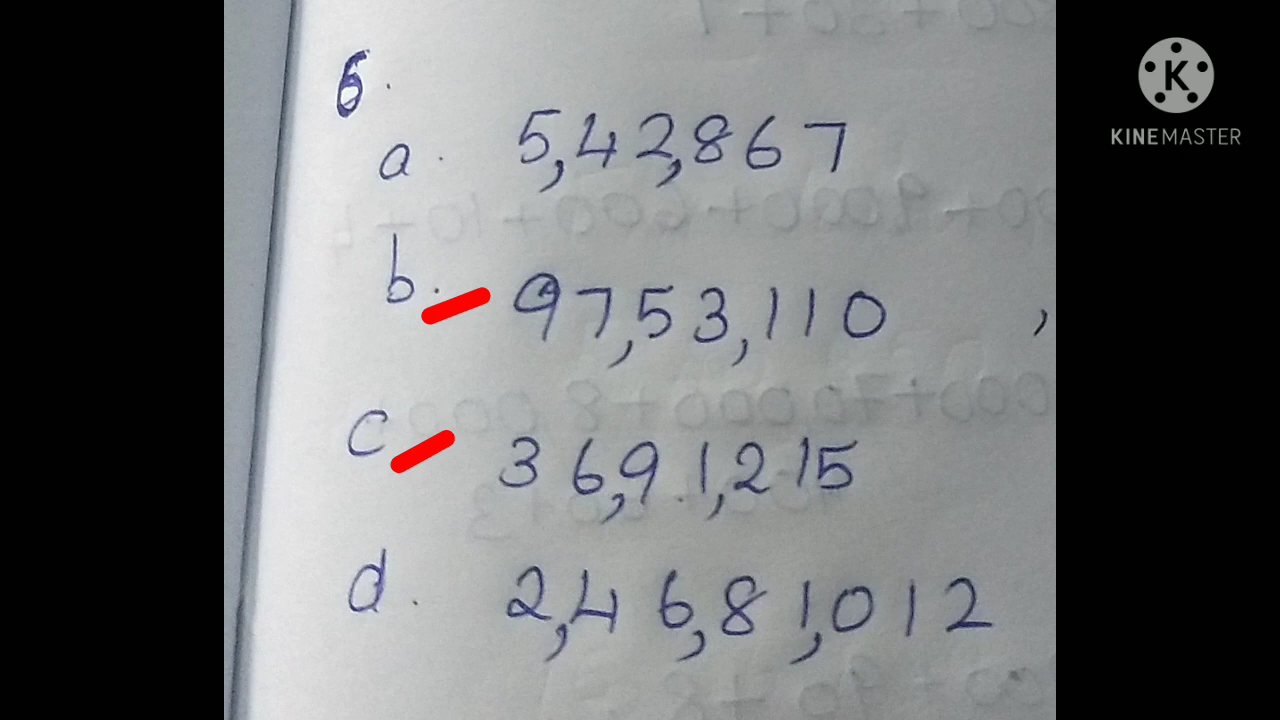 6.
a. 5,42,867
b. 97,53,110 ,
c 36,91,215
d. 2,46,81,012
KINEMASTER